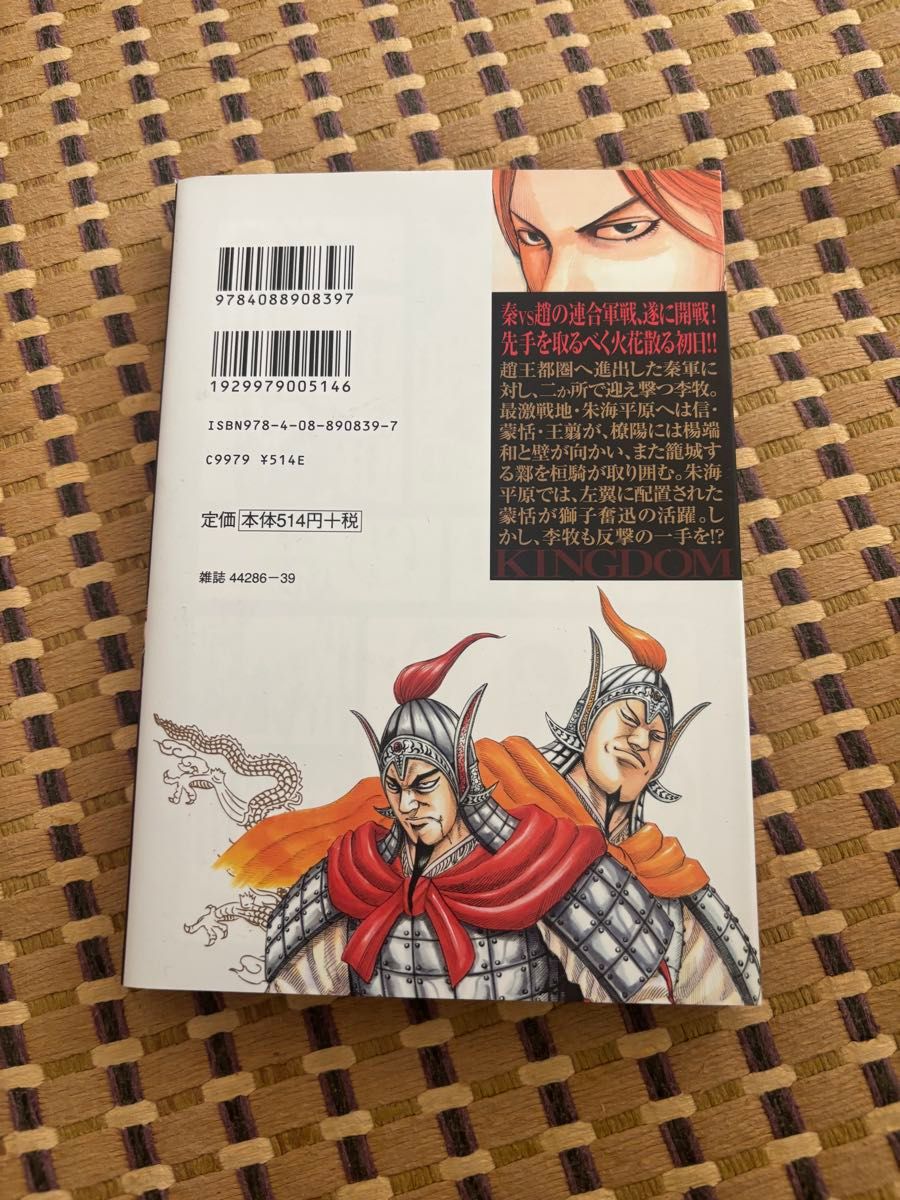 9784088908397
1929979005146
ISBN978-4-08-890839-7
C9979 ¥514E
定価 本体514円+税
雑誌 44286-39
秦vs趙の連合軍戦、遂に開戦!
先手を取るべく火花散る初日!!
趙王都圏へ進出した秦軍に
対し、二か所で迎え撃つ李牧。
最激戦地・朱海平原へは信・
蒙恬・王翦が、橑陽には楊端
和と壁が向かい、また籠城す
る鄴を桓騎が取り囲む。朱海
平原では、左翼に配置された
蒙恬が獅子奮迅の活躍。し
かし、李牧も反撃の一手を!?
KINGDOM